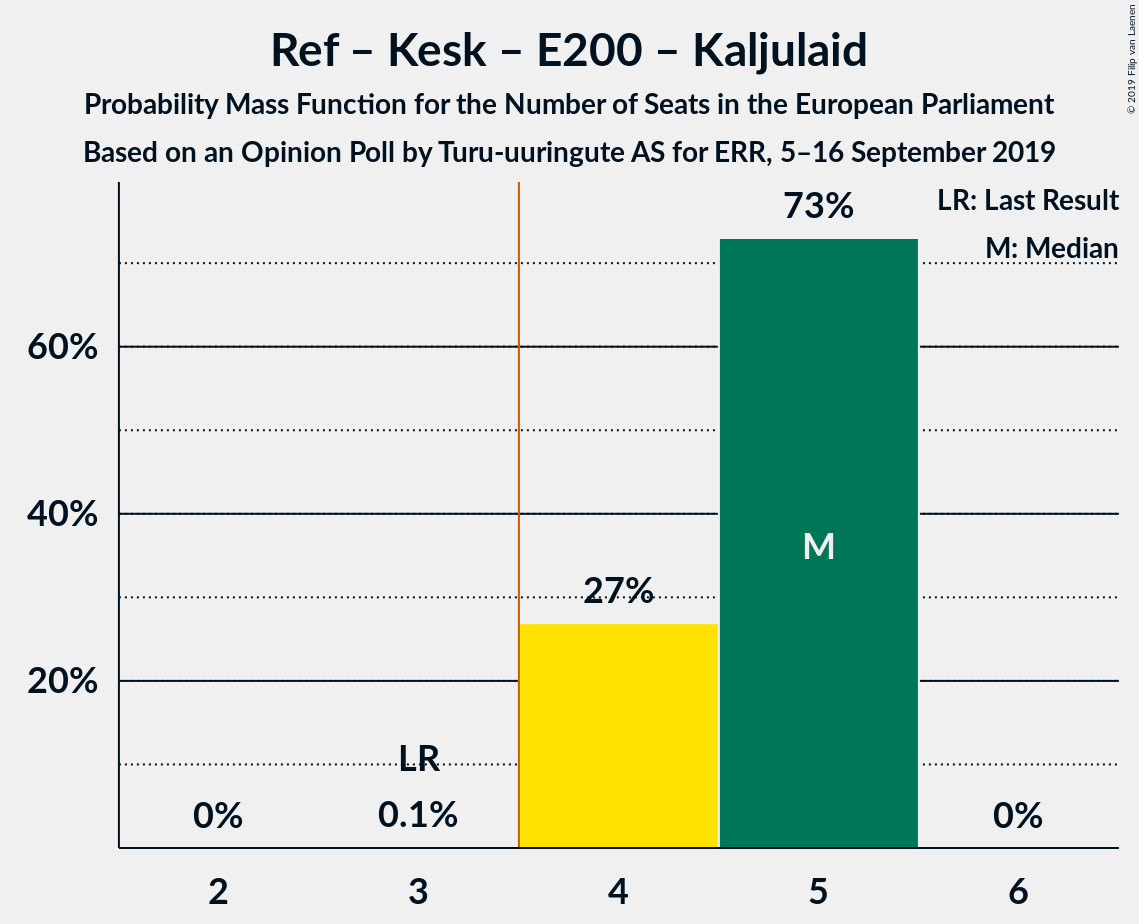 Ref – Kesk – E200 – Kaljulaid
Probability Mass Function for the Number of Seats in the European Parliament
Based on an Opinion Poll by Turu-uuringute AS for ERR, 5–16 September 2019
© 2019 Filip van Laenen
LR: Last Result
M: Median
73%
60%
40%
M
27%
20%
LR
0%
0.1%
0%
2
3
4
5
6